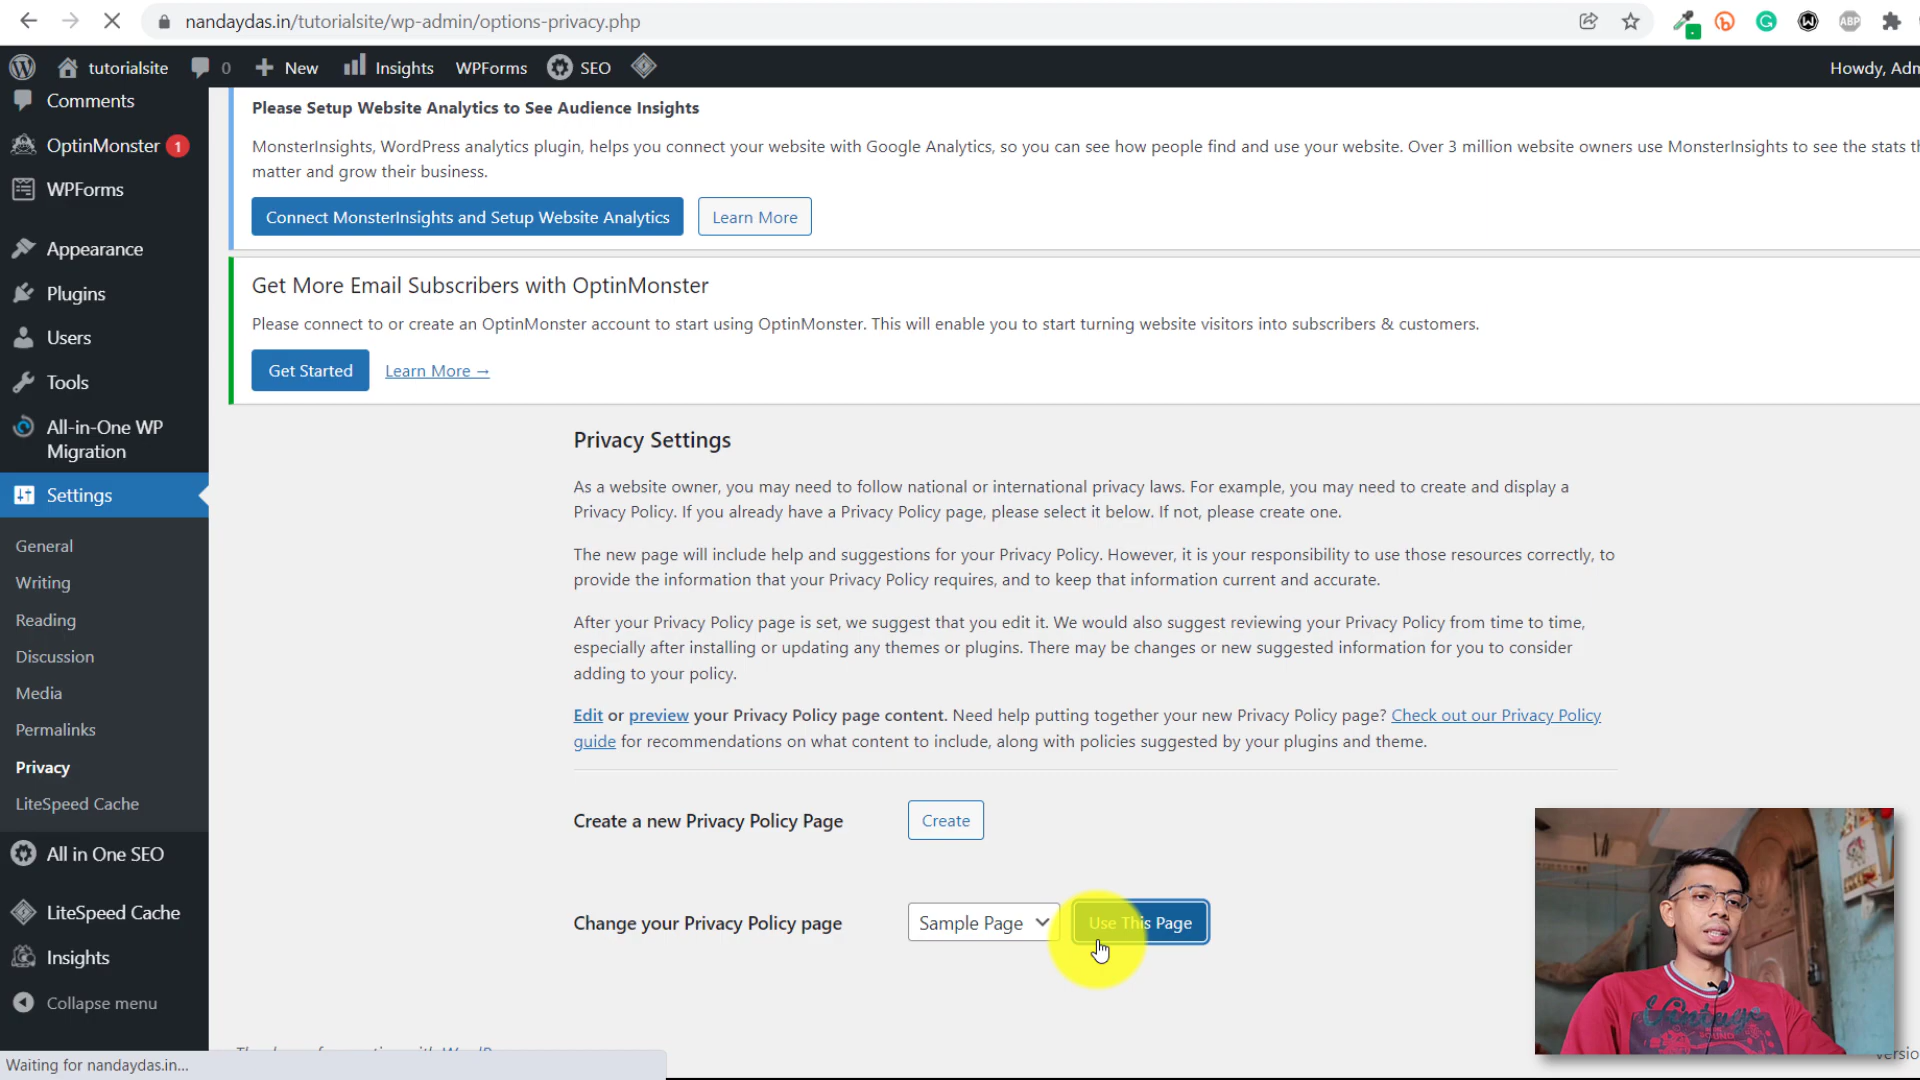 nandaydas.in/tutorialsite/wp-admin/options-privacy.php
ABP
tutorialsite
0
New
Insights
WPForms
SEO
Howdy, Adm
Comments
OptinMonster 1
WPForms
Appearance
Plugins
Users
Tools
All-in-One WP
Migration
Settings
General
Writing
Reading
Discussion
Media
Permalinks
Privacy
LiteSpeed Cache
All in One SEO
LiteSpeed Cache
Insights
Collapse menu
Please Setup Website Analytics to See Audience Insights
MonsterInsights, WordPress analytics plugin, helps you connect your website with Google Analytics, so you can see how people find and use your website. Over 3 million website owners use MonsterInsights to see the stats th
matter and grow their business.
Connect MonsterInsights and Setup Website Analytics
Learn More
Get More Email Subscribers with OptinMonster
Please connect to or create an OptinMonster account to start using OptinMonster. This will enable you to start turning website visitors into subscribers & customers.
Get Started
Learn More →
Privacy Settings
As a website owner, you may need to follow national or international privacy laws. For example, you may need to create and display a
Privacy Policy. If you already have a Privacy Policy page, please select it below. If not, please create one.
The new page will include help and suggestions for your Privacy Policy. However, it is your responsibility to use those resources correctly, to
provide the information that your Privacy Policy requires, and to keep that information current and accurate.
After your Privacy Policy page is set, we suggest that you edit it. We would also suggest reviewing your Privacy Policy from time to time,
especially after installing or updating any themes or plugins. There may be changes or new suggested information for you to consider
adding to your policy.
Edit or preview your Privacy Policy page content. Need help putting together your new Privacy Policy page? Check out our Privacy Policy
guide for recommendations on what content to include, along with policies suggested by your plugins and theme.
Create a new Privacy Policy Page
Create
Change your Privacy Policy page
Sample Page
Use This Page
Vintage
Waiting for nandaydas.in...